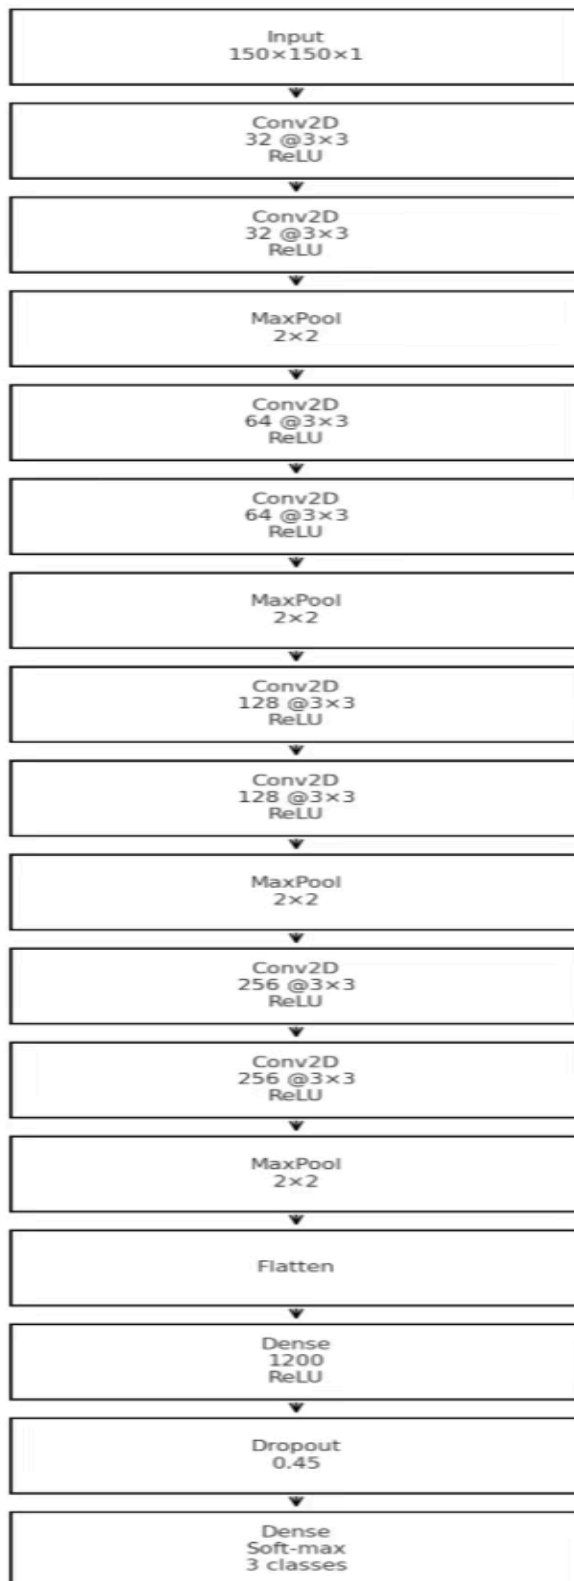 Input
150×150×1
Conv2D
32 @3×3
ReLU
Conv2D
32 @3×3
ReLU
MaxPool
2×2
Conv2D
64 @3×3
ReLU
Conv2D
64 @3×3
ReLU
MaxPool
2×2
Conv2D
128 @3×3
ReLU
Conv2D
128 @3×3
ReLU
MaxPool
2×2
Conv2D
256 @3×3
ReLU
Conv2D
256 @3×3
ReLU
MaxPool
2×2
Flatten
Dense
1200
ReLU
Dropout
0.45
Dense
Soft-max
3 classes